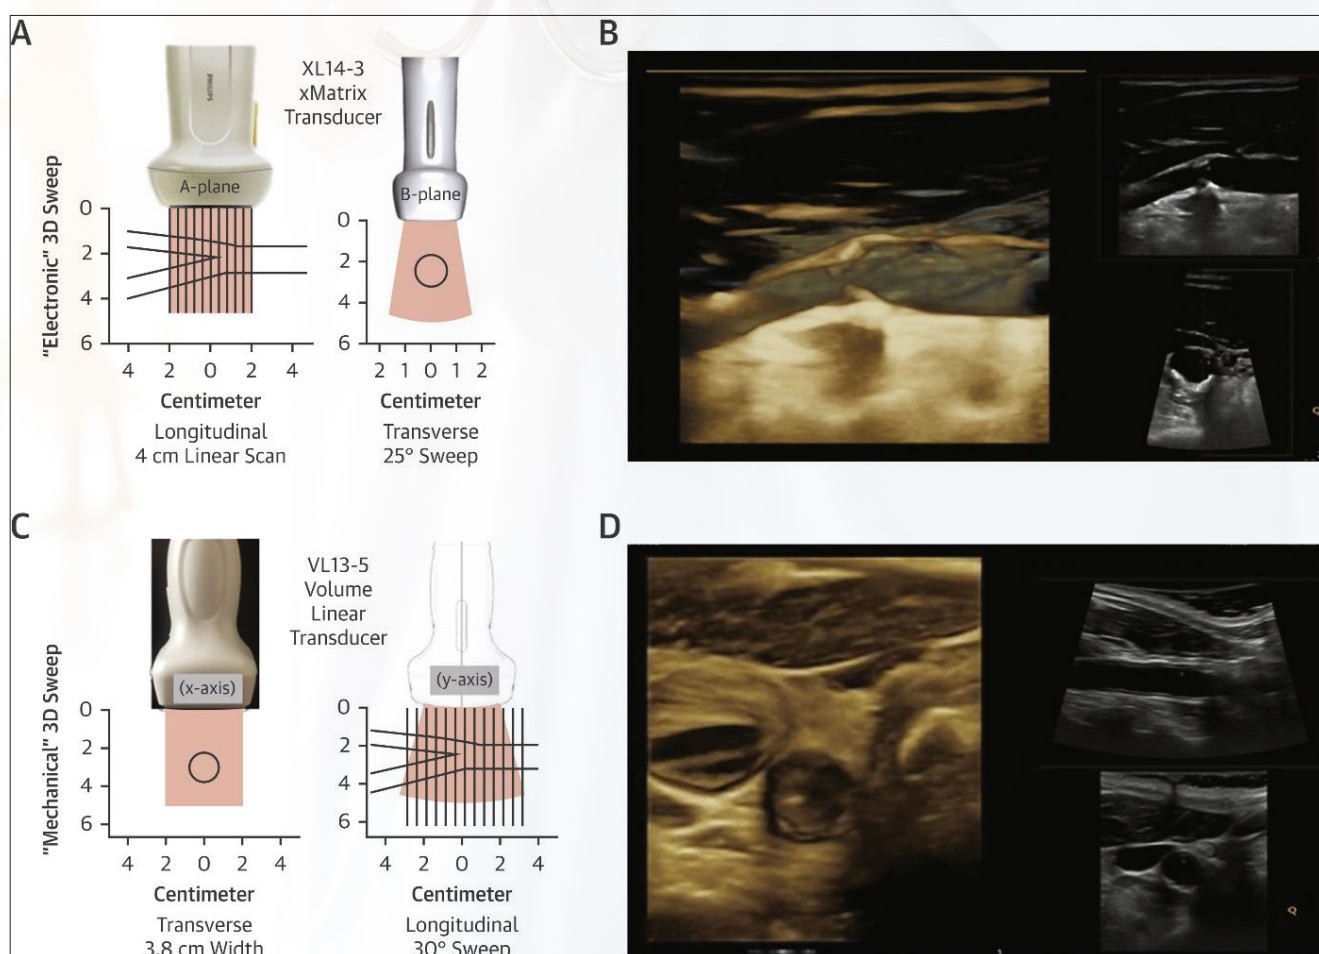 A
B
XL14-3
xMatrix
Transducer
PHILIPS
A-plane
B-plane
"Electronic" 3D Sweep
0
2
4
6
4 2 0 2 4
Centimeter
Longitudinal
4 cm Linear Scan
0
2
4
6
2 1 0 1 2
Centimeter
Transverse
25° Sweep
C
D
VL13-5
Volume
Linear
Transducer
(x-axis)
(y-axis)
"Mechanical" 3D Sweep
0
2
4
6
4 2 0 2 4
Centimeter
Transverse
3.8 cm Width
0
2
4
6
4 2 0 2 4
Centimeter
Longitudinal
30° Sweep